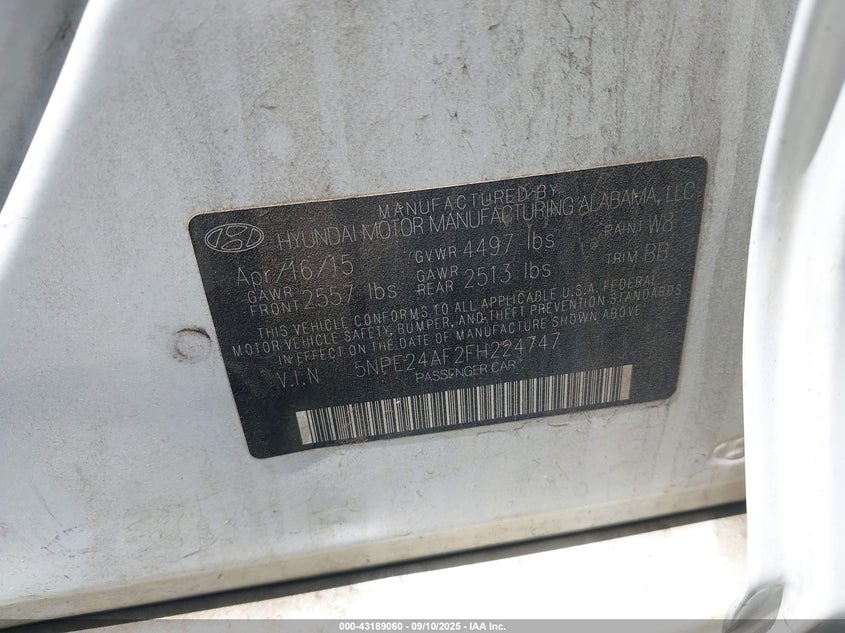 MANUFACTURED BY
HYUNDAI MOTOR MANUFACTURING ALABAMA, LLC
Apr/16/15 GVWR 4497 lbs PAINT W8
GAWR FRONT 2557 lbs GAWR REAR 2513 lbs TRIM BB
THIS VEHICLE CONFORMS TO ALL APPLICABLE U.S.A. FEDERAL
MOTOR VEHICLE SAFETY, BUMPER, AND THEFT PREVENTION STANDARDS
IN EFFECT ON THE DATE OF MANUFACTURE SHOWN ABOVE
V.I.N 5NPE24AF2FH224747
PASSENGER CAR
000-43189060 - 09/10/2025 - IAA Inc.